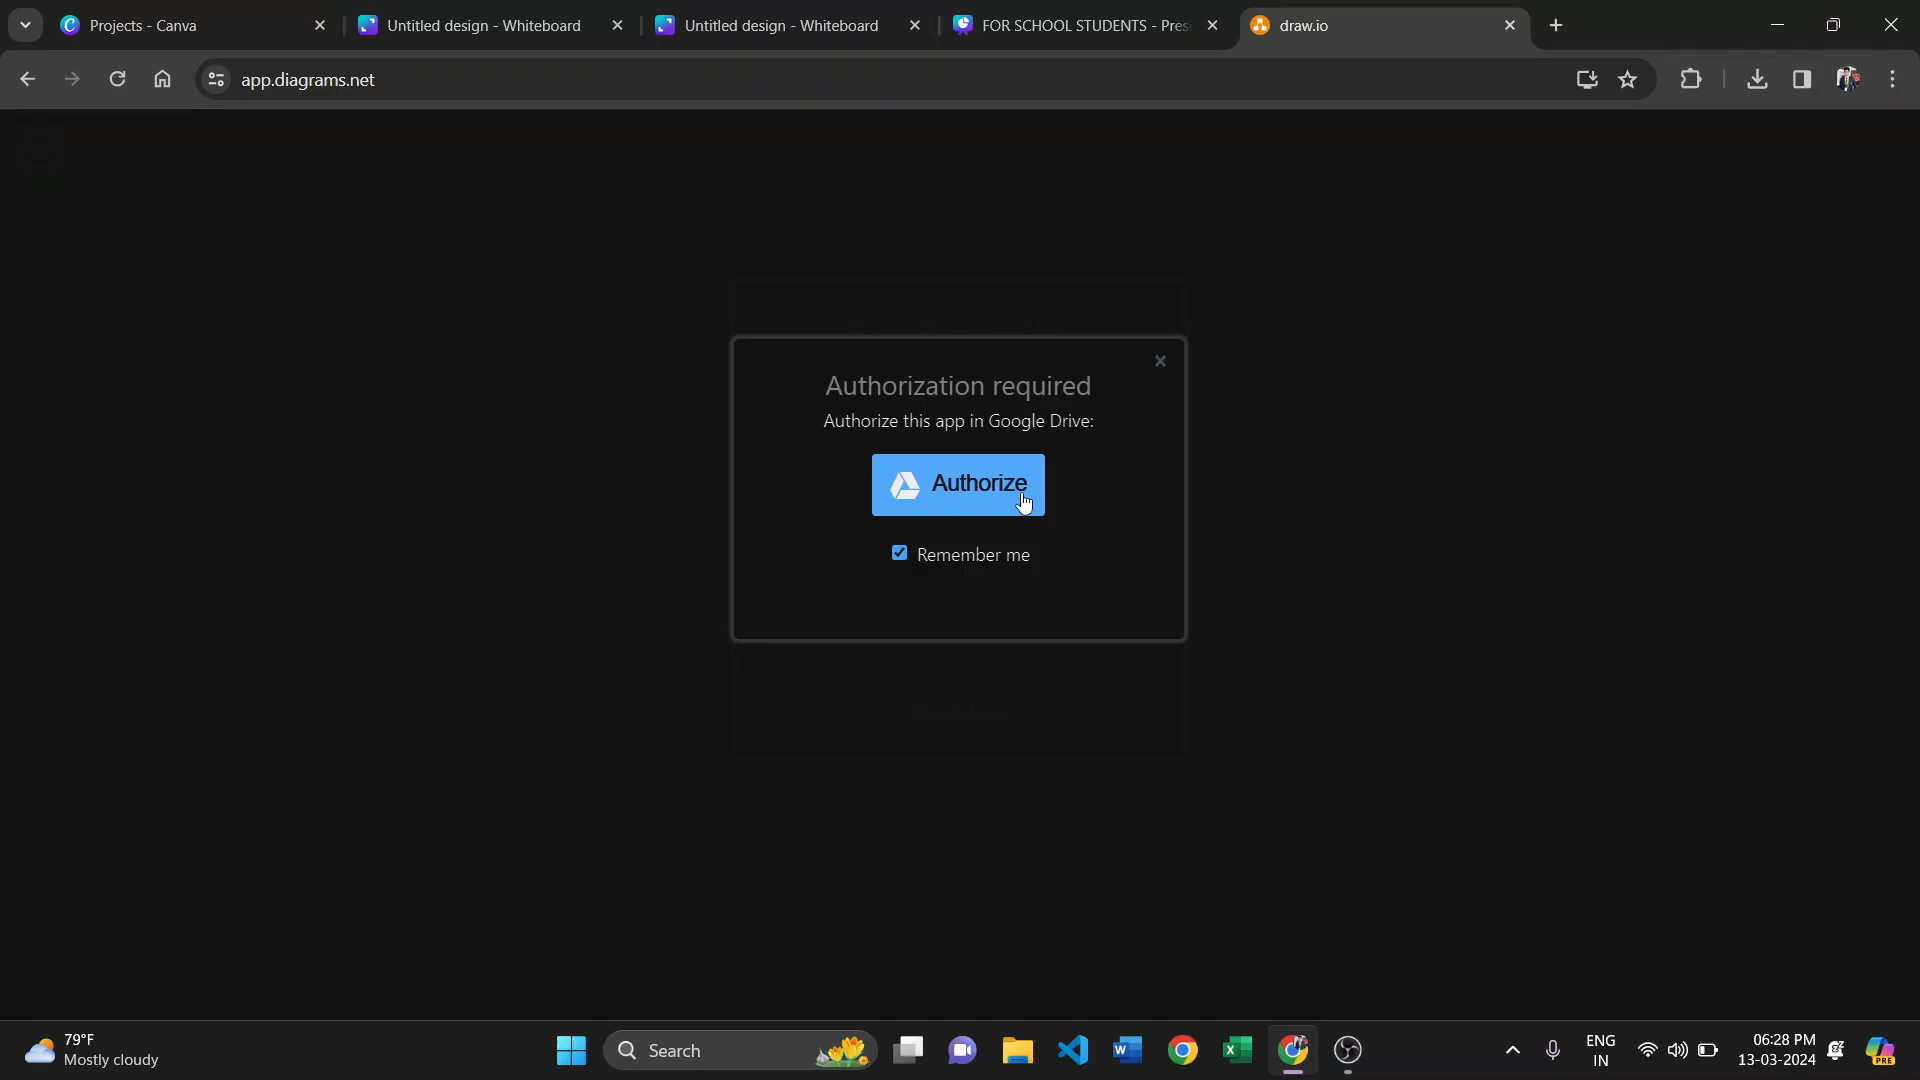 Projects - Canva
Untitled design - Whiteboard
Untitled design - Whiteboard
FOR SCHOOL STUDENTS - Pres
draw.io
app.diagrams.net
Authorization required
Authorize this app in Google Drive:
Authorize
Remember me
79°F
Mostly cloudy
Search
ENG
IN
06:28 PM
13-03-2024
PRE